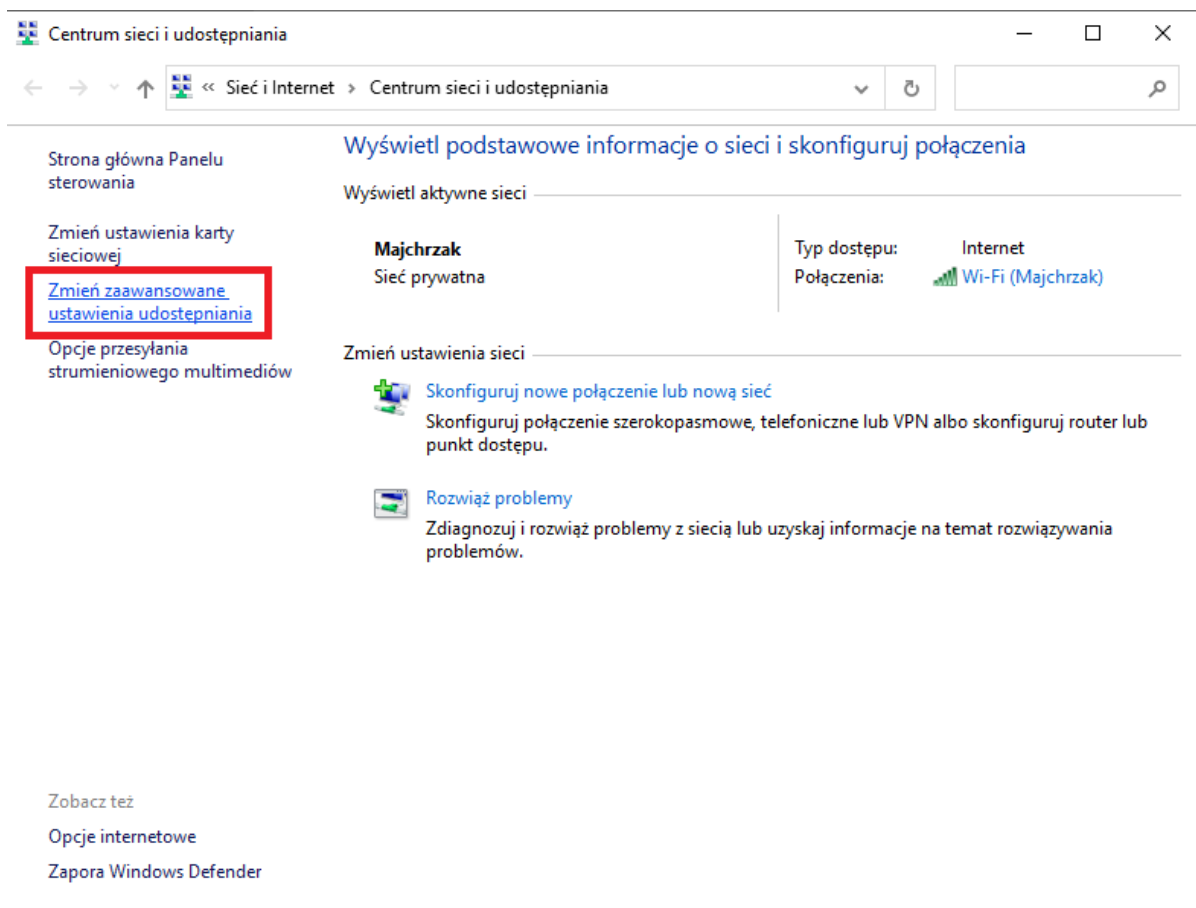 Centrum sieci i udostępniania
« Sieć i Internet > Centrum sieci i udostępniania
Strona główna Panelu
sterowania
Zmień ustawienia karty
sieciowej
Zmień zaawansowane
ustawienia udostępniania
Opcje przesyłania
strumieniowego multimediów
Wyświetl podstawowe informacje o sieci i skonfiguruj połączenia
Wyświetl aktywne sieci
Majchrzak
Sieć prywatna
Typ dostępu: Internet
Połączenia: Wi-Fi (Majchrzak)
Zmień ustawienia sieci
Skonfiguruj nowe połączenie lub nową sieć
Skonfiguruj połączenie szerokopasmowe, telefoniczne lub VPN albo skonfiguruj router lub
punkt dostępu.
Rozwiąż problemy
Zdiagnozuj i rozwiąż problemy z siecią lub uzyskaj informacje na temat rozwiązywania
problemów.
Zobacz też
Opcje internetowe
Zapora Windows Defender